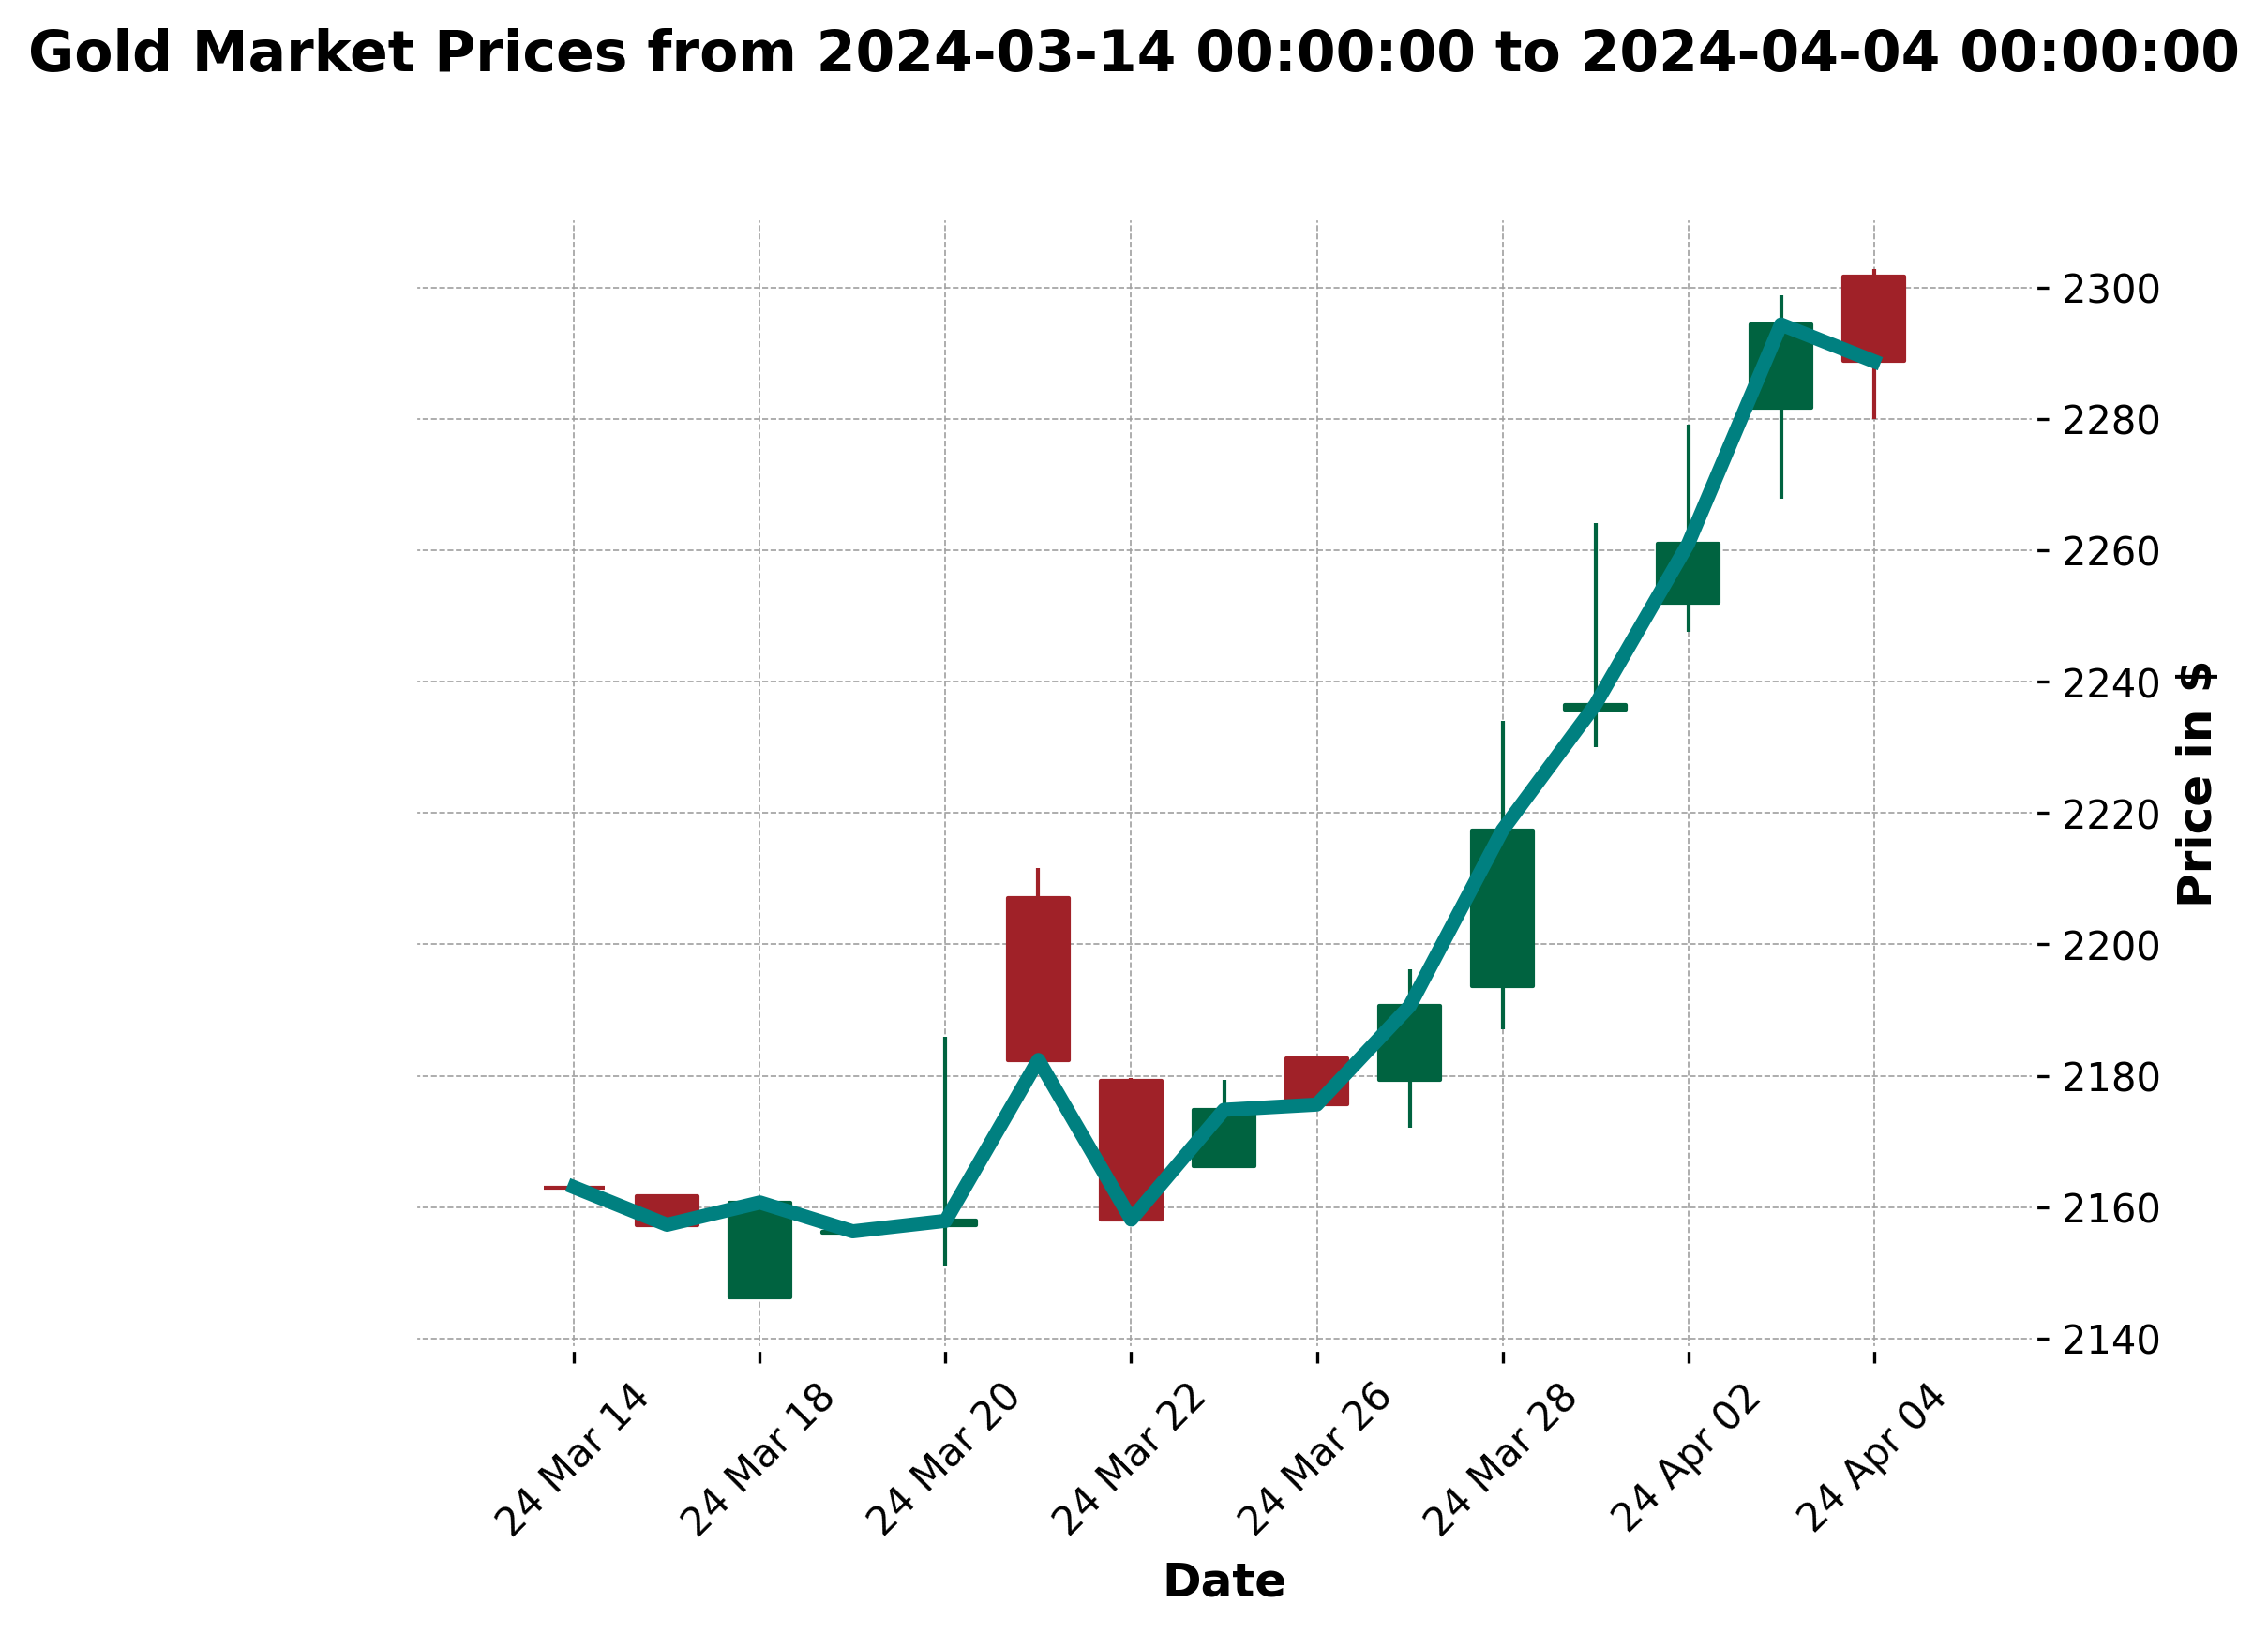 Gold Market Prices from 2024-03-14 00:00:00 to 2024-04-04 00:00:00
2300
2280
2260
2240
2220
2200
2180
2160
2140
Price in $
24 Mar 14
24 Mar 18
24 Mar 20
24 Mar 22
24 Mar 26
24 Mar 28
24 Apr 02
24 Apr 04
Date